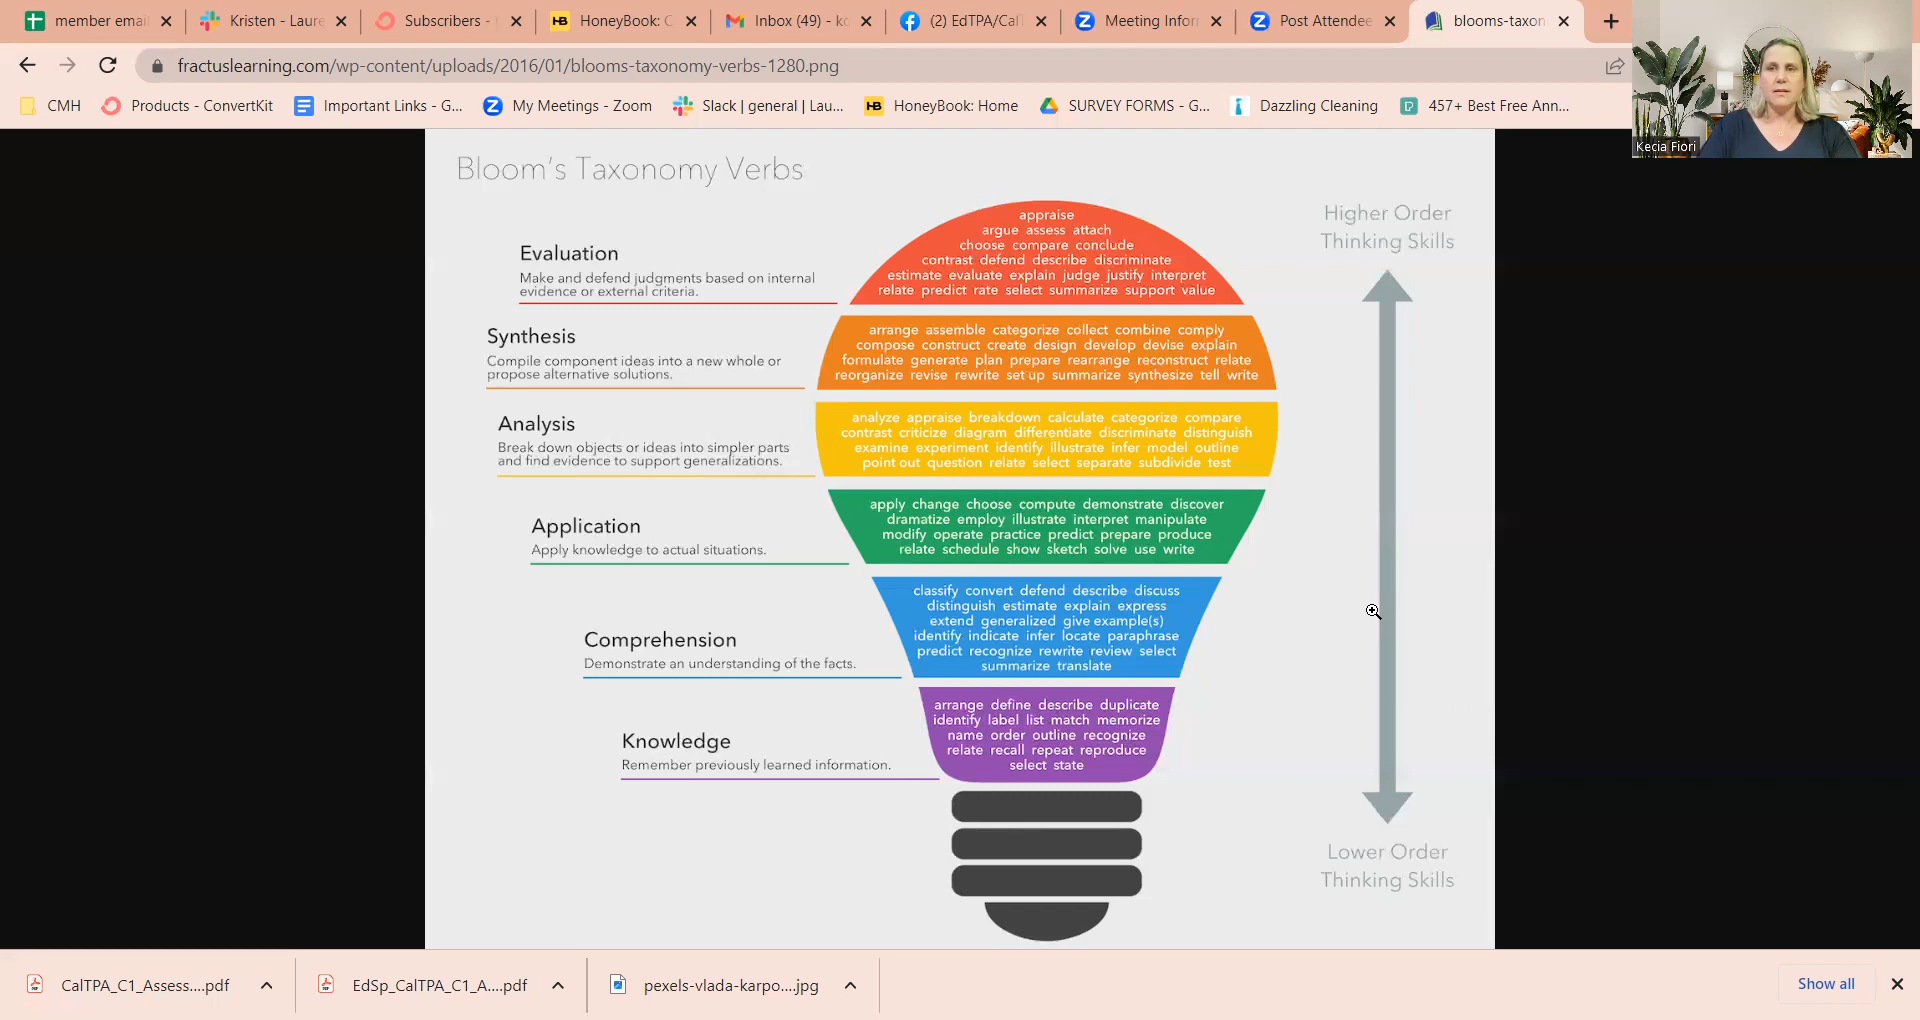 member emai
Kristen - Laure
Subscribers -
HoneyBook: C
Inbox (49) - k
(2) EdTPA/Cal
Meeting Infor
Post Attendee
blooms-taxon
fractuslearning.com/wp-content/uploads/2016/01/blooms-taxonomy-verbs-1280.png
CMH
Products - ConvertKit
Important Links - G...
My Meetings - Zoom
Slack | general | Lau...
HB
HoneyBook: Home
SURVEY FORMS - G...
Dazzling Cleaning
457+ Best Free Ann...
Kecia Fiori
Bloom's Taxonomy Verbs
Higher Order
Thinking Skills
Evaluation
Make and defend judgments based on internal
evidence or external criteria.
appraise
argue assess attach
choose compare conclude
contrast defend describe discriminate
estimate evaluate explain judge justify interpret
relate predict rate select summarize support value
Synthesis
Compile component ideas into a new whole or
propose alternative solutions.
arrange assemble categorize collect combine comply
compose construct create design develop devise explain
formulate generate plan prepare rearrange reconstruct relate
reorganize revise rewrite set up summarize synthesize tell write
Analysis
Break down objects or ideas into simpler parts
and find evidence to support generalizations.
analyze appraise breakdown calculate categorize compare
contrast criticize diagram differentiate discriminate distinguish
examine experiment identify illustrate infer model outline
point out question relate select separate subdivide test
Application
Apply knowledge to actual situations.
apply change choose compute demonstrate discover
dramatize employ illustrate interpret manipulate
modify operate practice predict prepare produce
relate schedule show sketch solve use write
Comprehension
Demonstrate an understanding of the facts.
classify convert defend describe discuss
distinguish estimate explain express
extend generalized give example(s)
identify indicate infer locate paraphrase
predict recognize rewrite review select
summarize translate
Knowledge
Remember previously learned information.
arrange define describe duplicate
identify label list match memorize
name order outline recognize
relate recall repeat reproduce
select state
Lower Order
Thinking Skills
CalTPA_C1_Assess....pdf
EdSp_CalTPA_C1_A....pdf
pexels-vlada-karpo....jpg
Show all